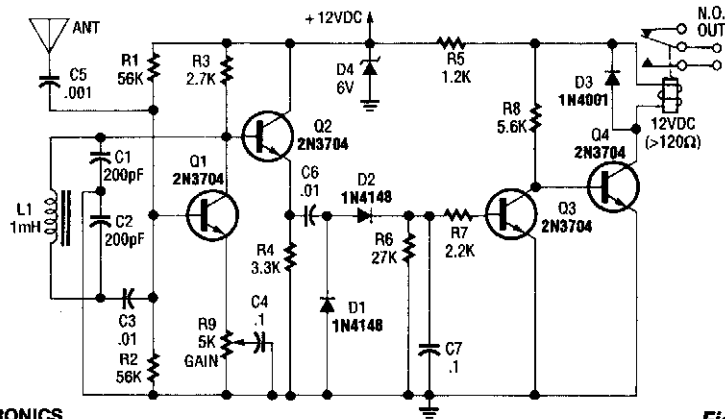 ANT
+12VDC
N.O.
OUT
C5
.001
R1
56K
R3
2.7K
D4
6V
R5
1.2K
D3
1N4001
R8
5.6K
12VDC
(>120Ω)
Q2
2N3704
Q4
2N3704
C1
200pF
Q1
2N3704
C6
.01
D2
1N4148
L1
1mH
C2
200pF
Q3
2N3704
R4
3.3K
R6
27K
R7
2.2K
C3
.01
R9
5K
GAIN
C4
.1
D1
1N4148
C7
.1
R2
56K
RONICS
Fi